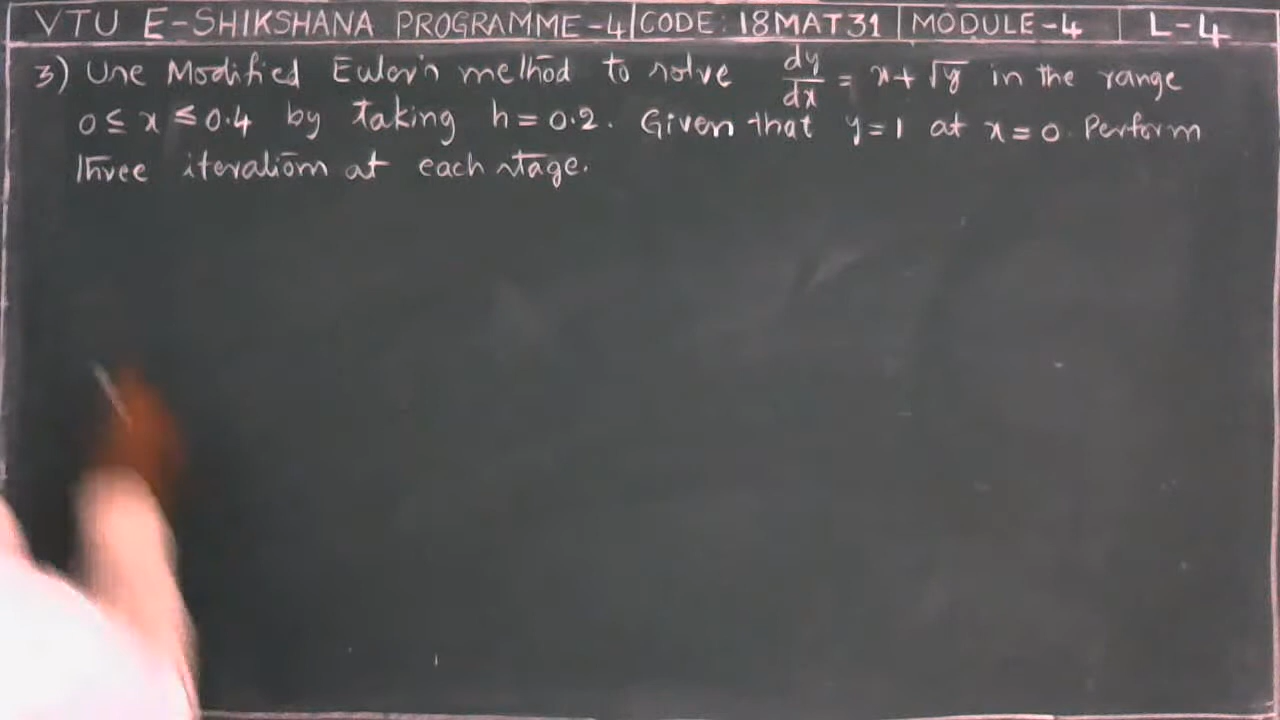 VTU E-SHIKSHANA PROGRAMME-4 | CODE: 18MAT31 | MODULE-4 | L-4
3) Use Modified Euler's method to solve dy/dx = x+√y in the range
0≤ x ≤0.4 by taking h=0.2. Given that y=1 at x=0. Perform
three iterations at each stage.